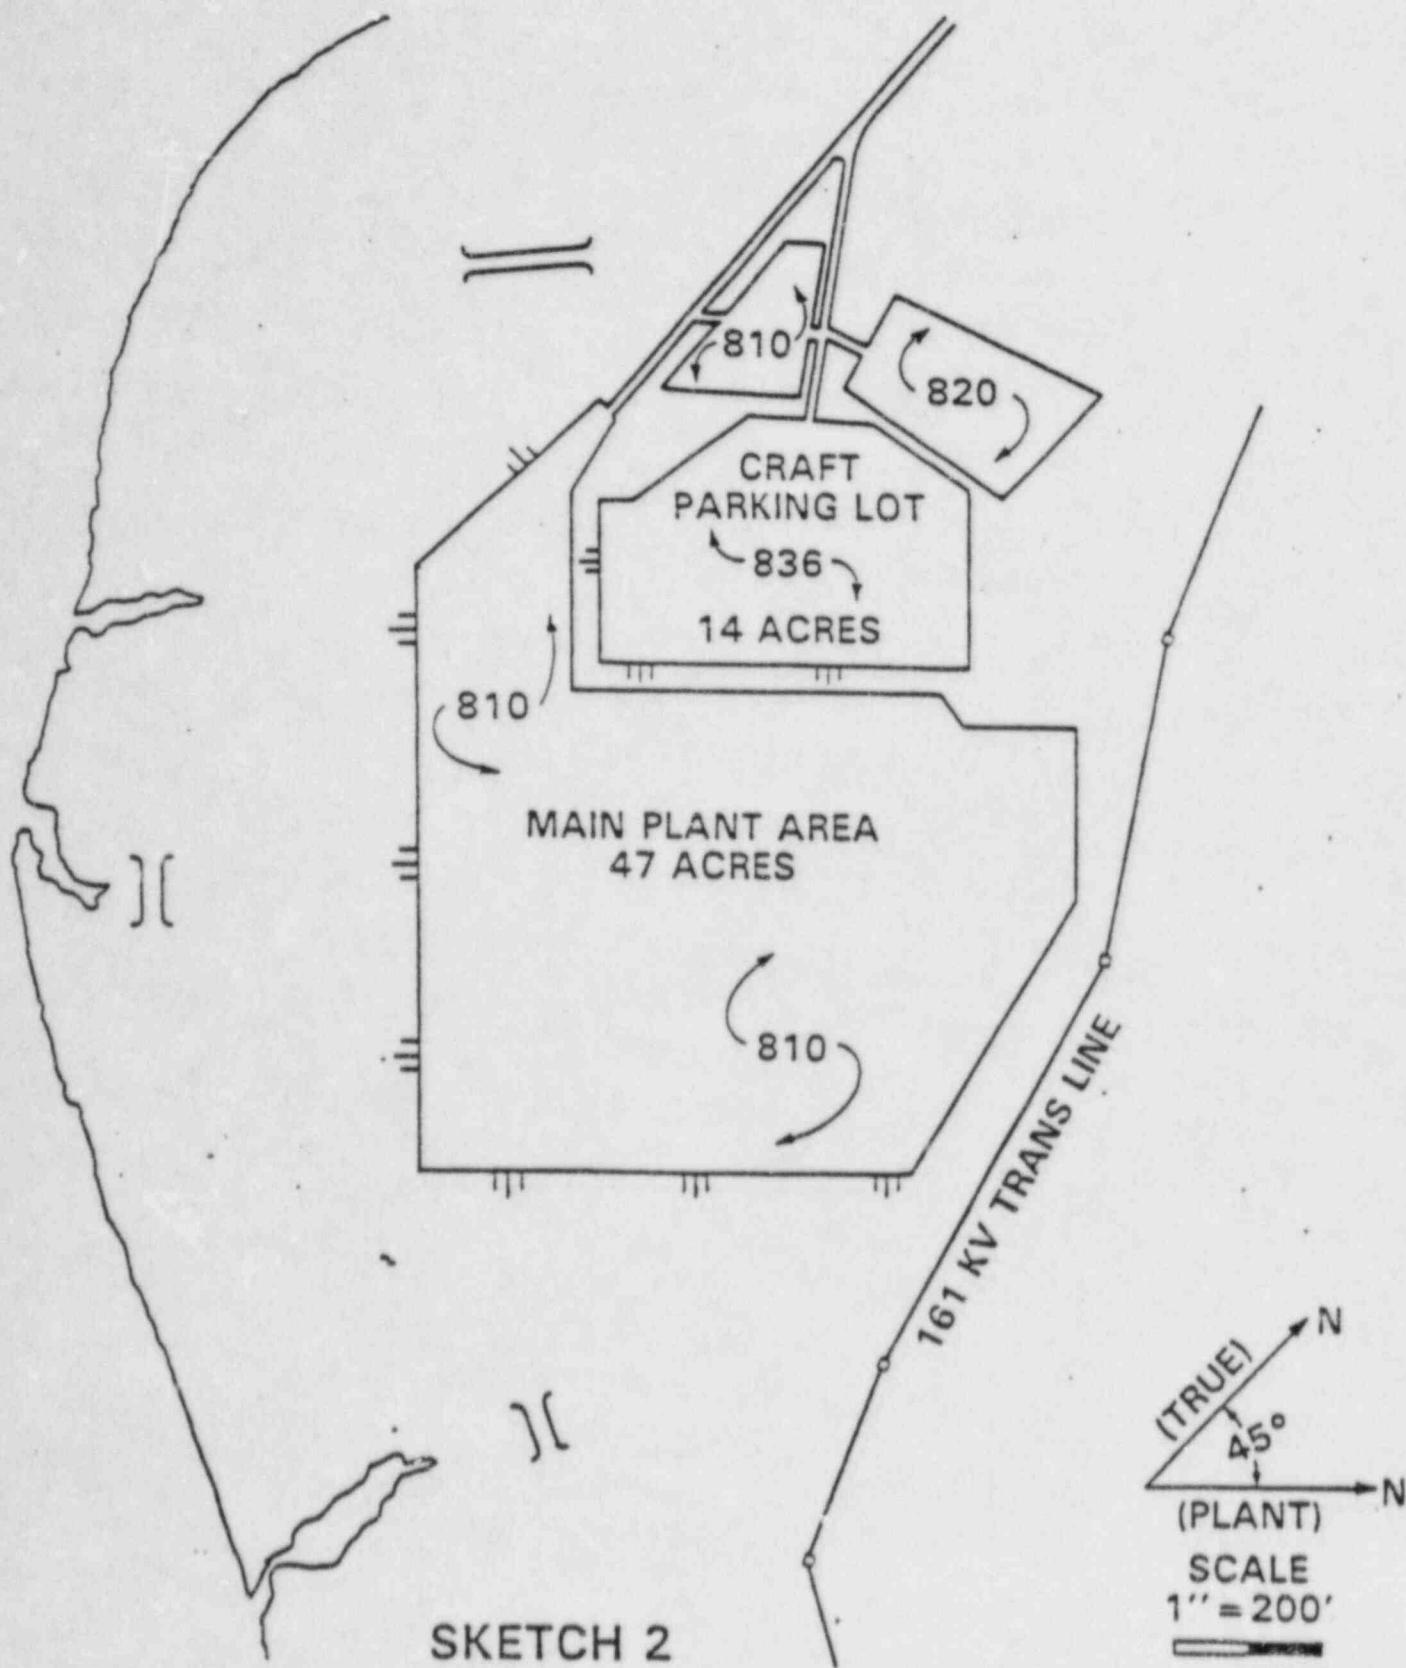 810
820
CRAFT
PARKING LOT
836
14 ACRES
810
MAIN PLANT AREA
47 ACRES
810
161 KV TRANS LINE
N
(TRUE)
45°
N
(PLANT)
SCALE
1" = 200'
SKETCH 2